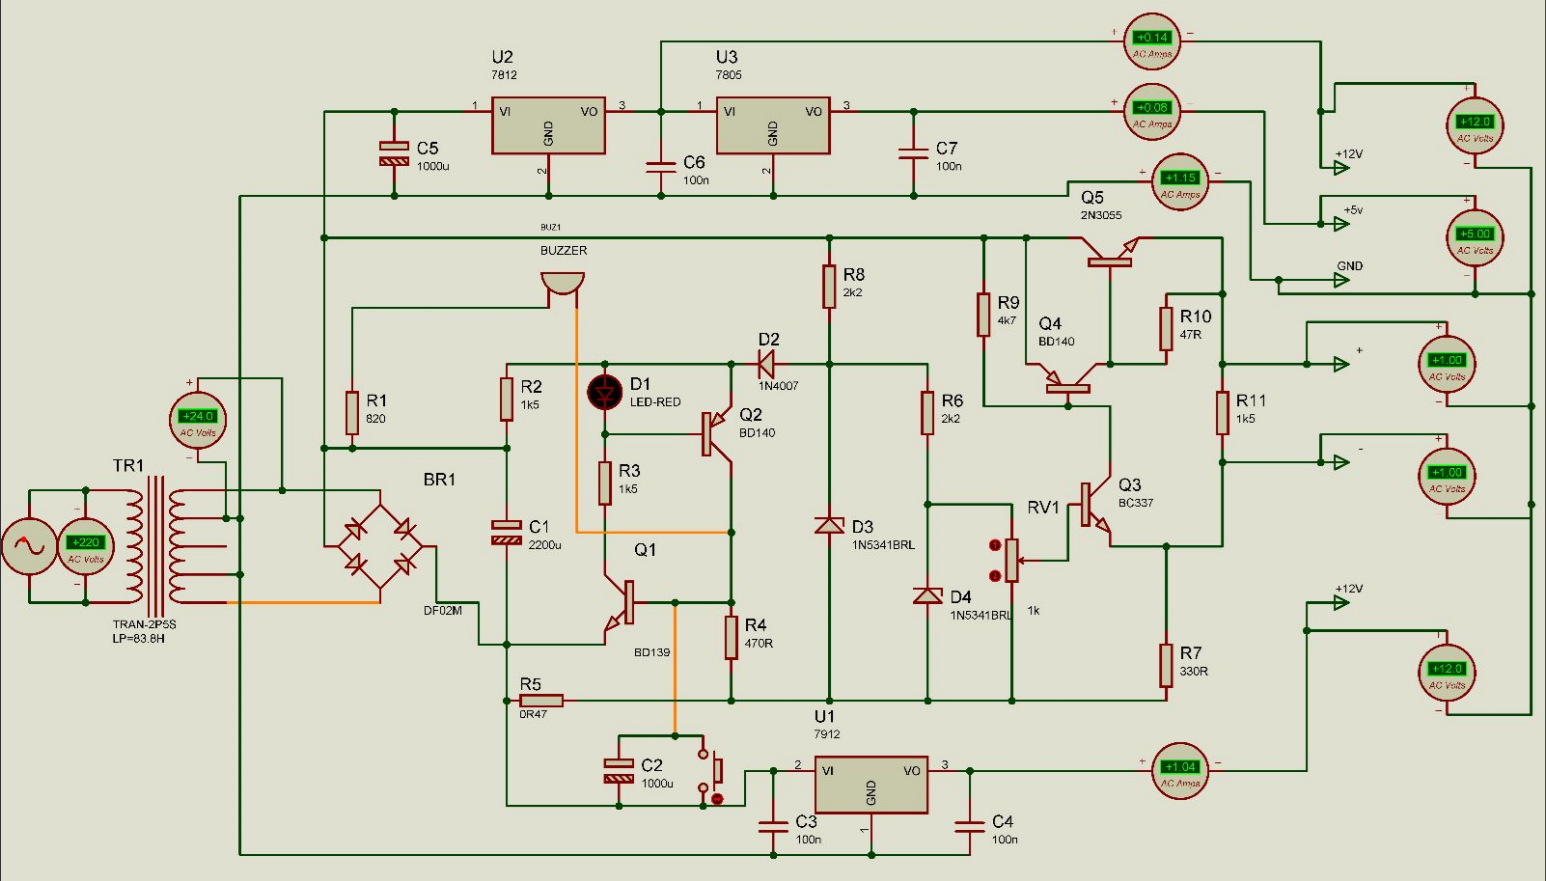 +0.14
AC Amps
U2
7812
U3
7805
1
VI
VO
3
GND
2
1
VI
VO
3
GND
2
+0.08
AC Amps
+12.0
AC Volts
C5
1000u
C6
100n
C7
100n
+12V
+1.15
AC Amps
Q5
2N3055
+5v
+5.00
AC Volts
BUZ1
BUZZER
GND
R8
2k2
R9
4k7
Q4
BD140
R10
47R
D2
1N4007
+
+1.00
AC Volts
+24.0
AC Volts
R1
820
R2
1k5
D1
LED-RED
Q2
BD140
R6
2k2
R11
1k5
-
+1.00
AC Volts
TR1
BR1
R3
1k5
Q3
BC337
RV1
+220
AC Volts
C1
2200u
Q1
D3
1N5341BRL
TRAN-2P5S
LP=83.8H
DF02M
D4
1N5341BRL
1k
+12V
R4
470R
BD139
R7
330R
+12.0
AC Volts
R5
0R47
U1
7912
C2
1000u
2
VI
VO
3
GND
1
+1.04
AC Amps
C3
100n
C4
100n